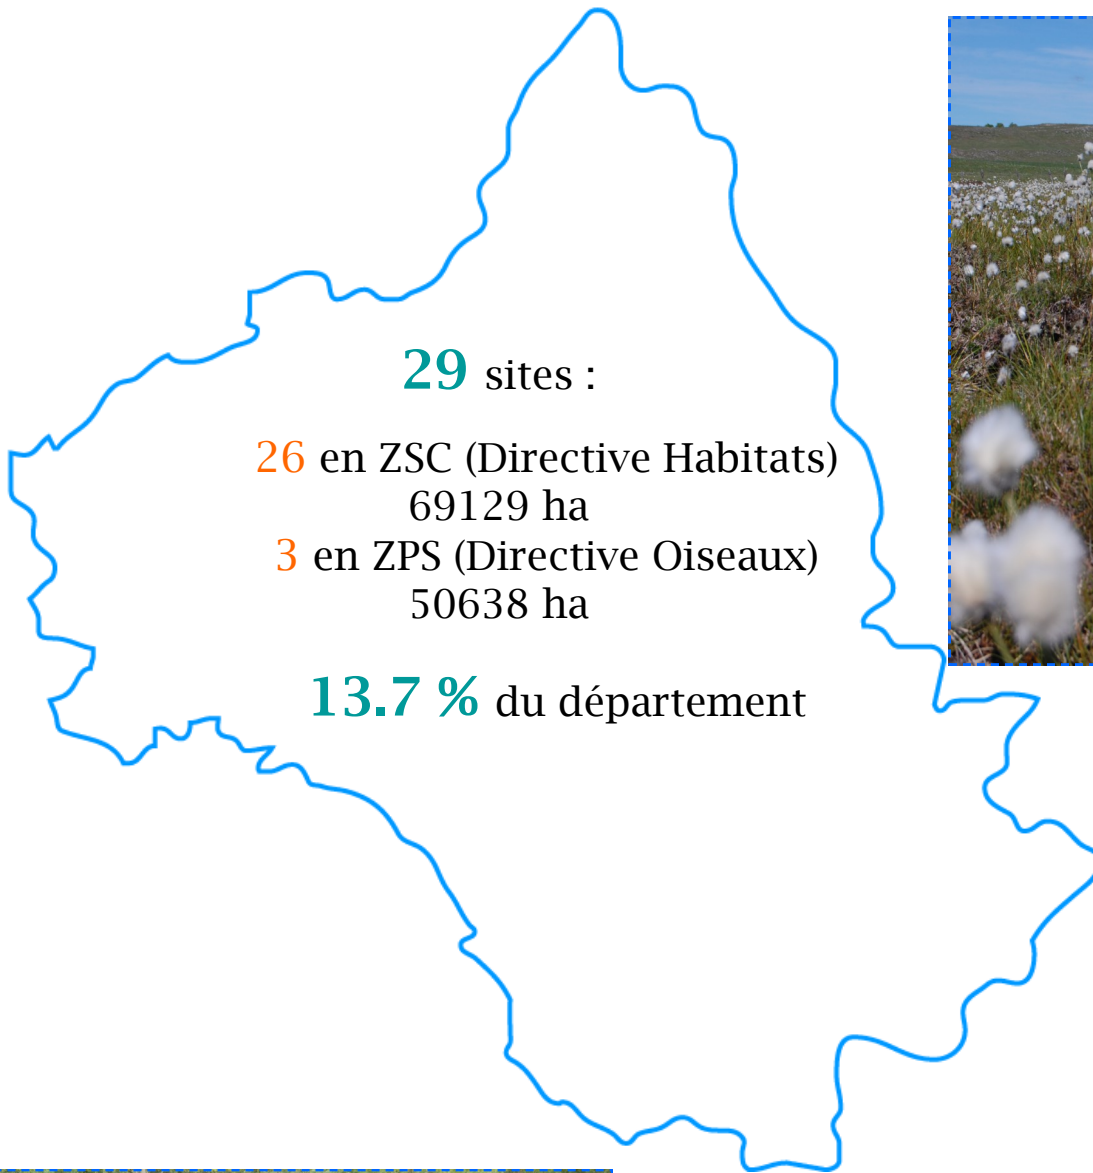 29 sites :
26 en ZSC (Directive Habitats)
69129 ha
3 en ZPS (Directive Oiseaux)
50638 ha
13.7 % du département